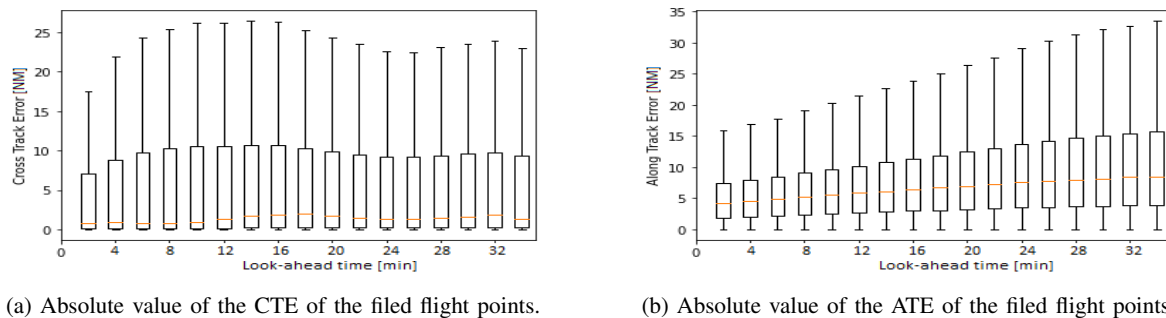 Cross Track Error [NM]
25
20
15
10
5
0
0 4 8 12 16 20 24 28 32
Look-ahead time [min]
(a) Absolute value of the CTE of the filed flight points.
Along Track Error [NM]
35
30
25
20
15
10
5
0
0 4 8 12 16 20 24 28 32
Look-ahead time [min]
(b) Absolute value of the ATE of the filed flight points